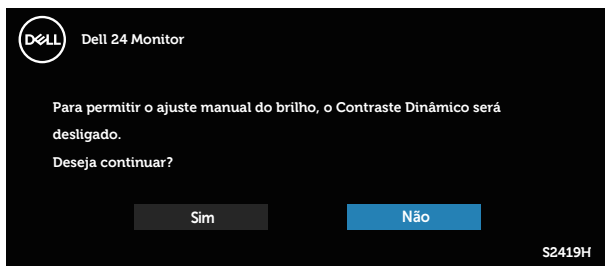 DELL Dell 24 Monitor
Para permitir o ajuste manual do brilho, o Contraste Dinâmico será
desligado.
Deseja continuar?
Sim Não
S2419H